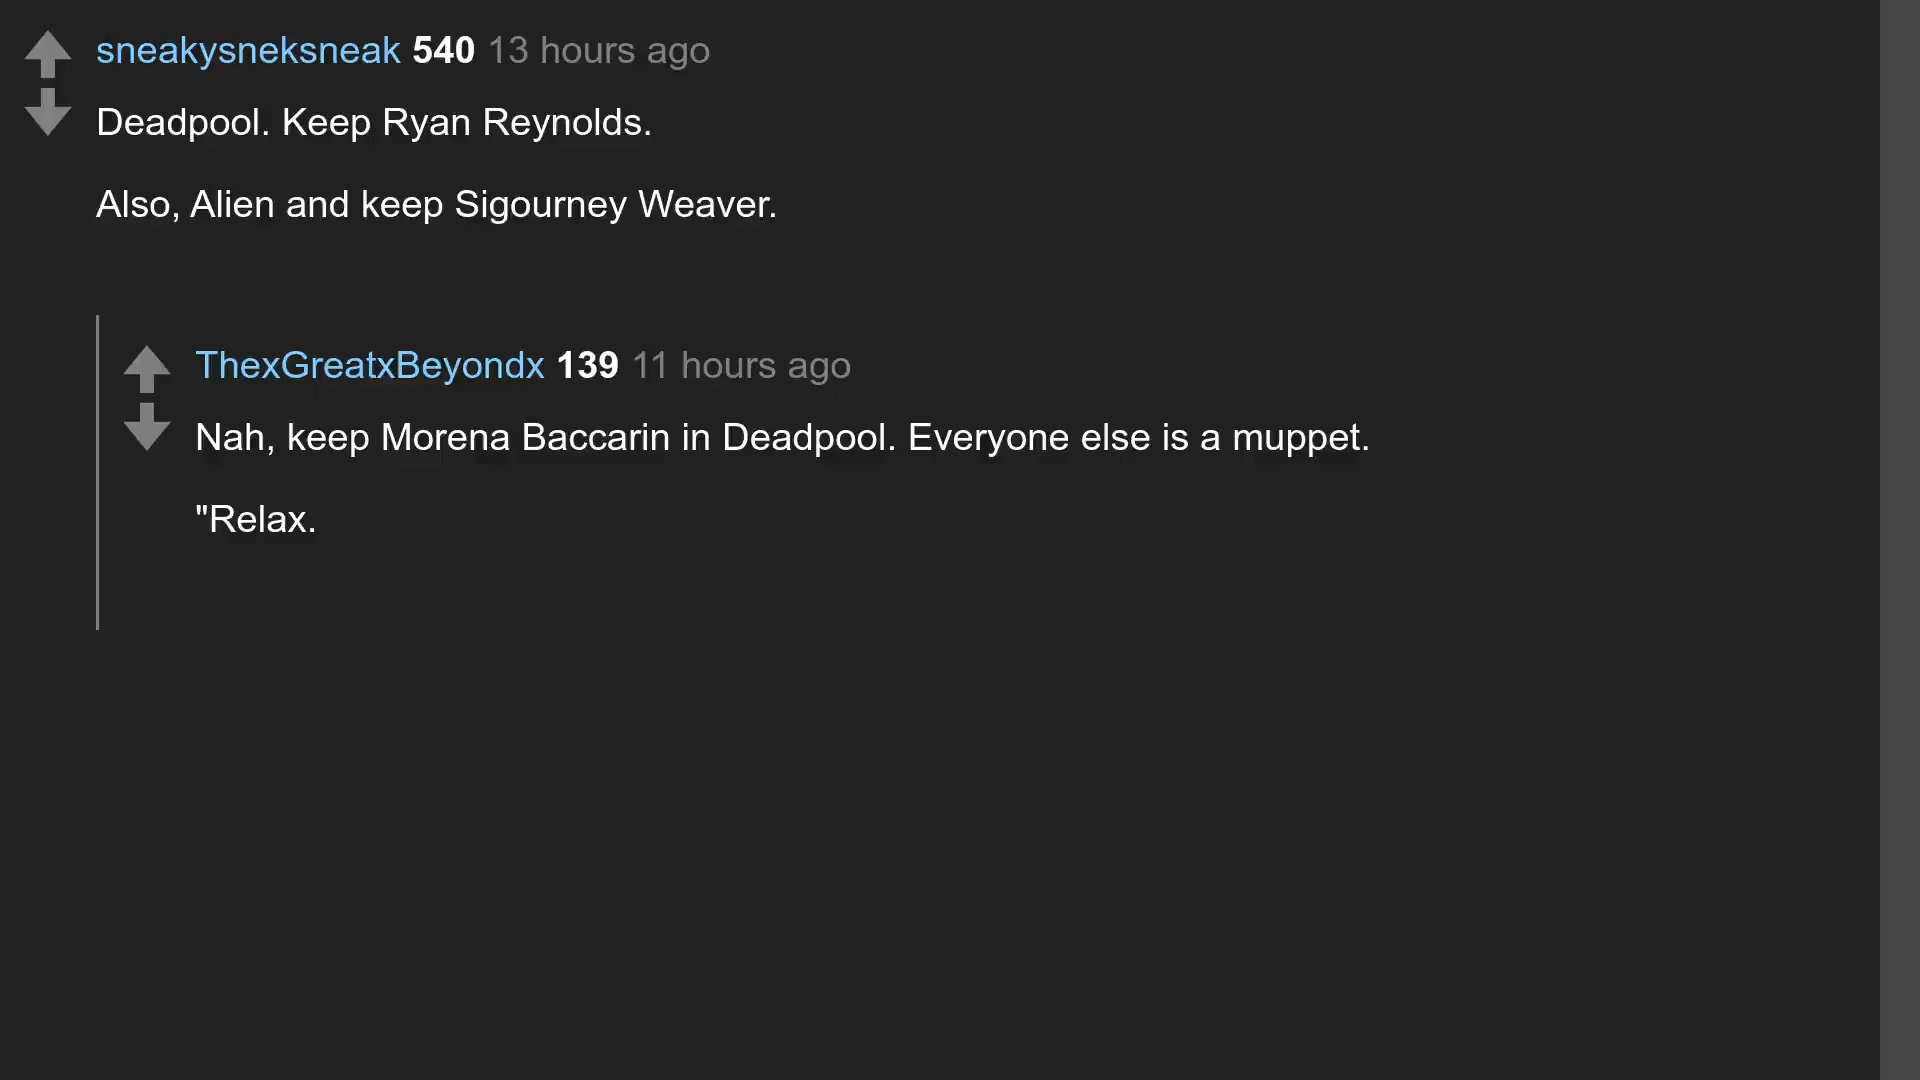 sneakysneksneak 540 13 hours ago
Deadpool. Keep Ryan Reynolds.
Also, Alien and keep Sigourney Weaver.
ThexGreatxBeyondx 139 11 hours ago
Nah, keep Morena Baccarin in Deadpool. Everyone else is a muppet.
"Relax.